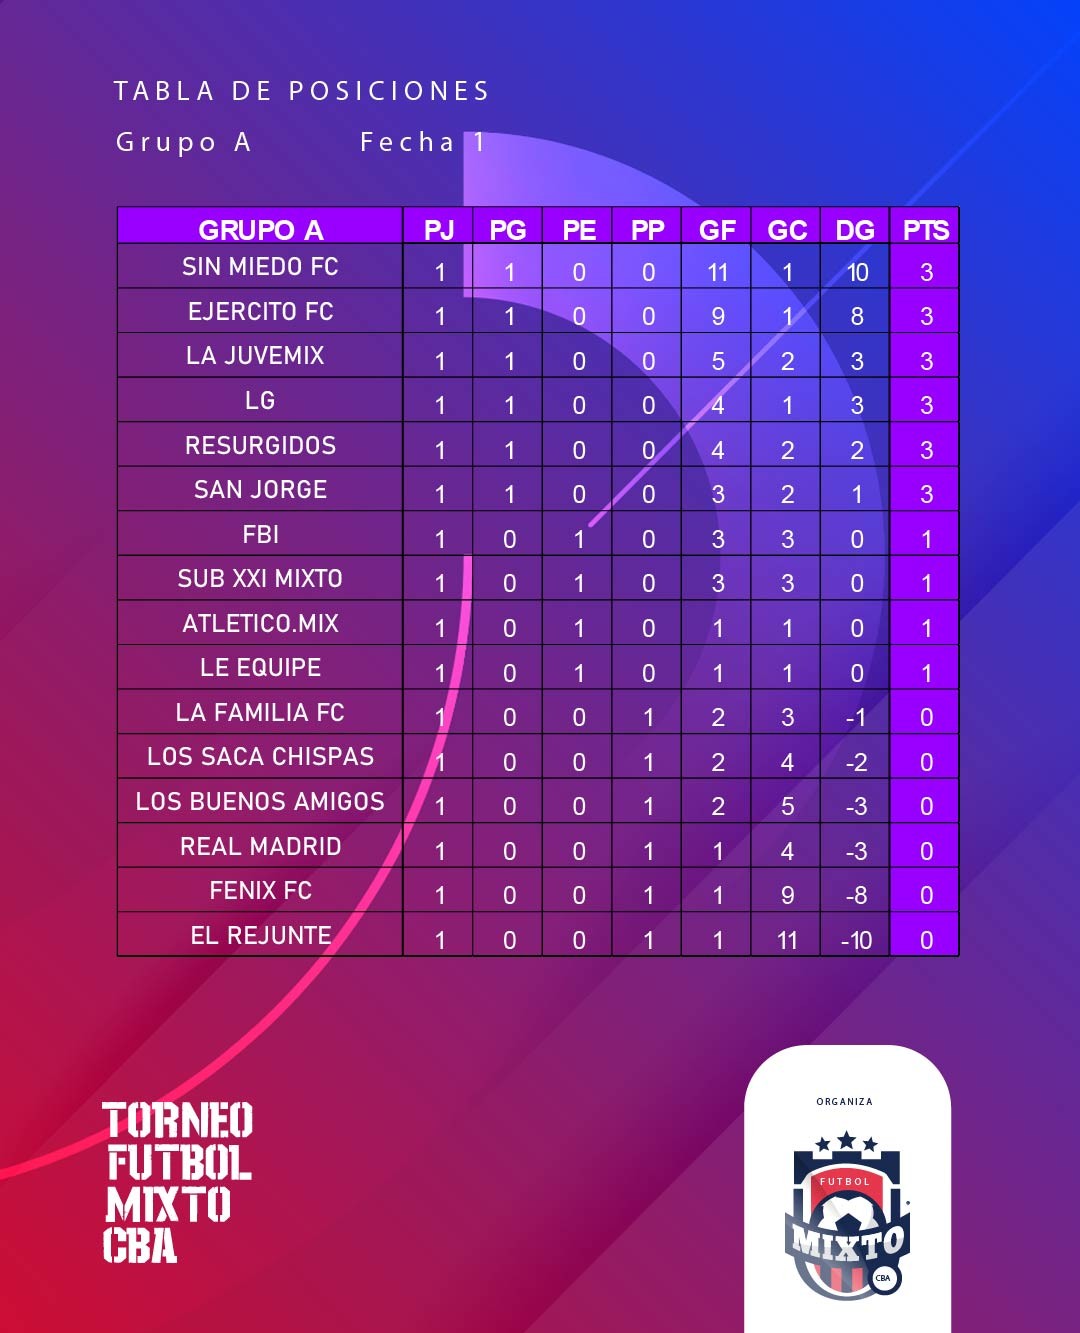 TABLA DE POSICIONES
Grupo A Fecha 1
GRUPO A PJ PG PE PP GF GC DG PTS
SIN MIEDO FC 1 1 0 0 11 1 10 3
EJERCITO FC 1 1 0 0 9 1 8 3
LA JUVEMIX 1 1 0 0 5 2 3 3
LG 1 1 0 0 4 1 3 3
RESURGIDOS 1 1 0 0 4 2 2 3
SAN JORGE 1 1 0 0 3 2 1 3
FBI 1 0 1 0 3 3 0 1
SUB XXI MIXTO 1 0 1 0 3 3 0 1
ATLETICO.MIX 1 0 1 0 1 1 0 1
LE EQUIPE 1 0 1 0 1 1 0 1
LA FAMILIA FC 1 0 0 1 2 3 -1 0
LOS SACA CHISPAS 1 0 0 1 2 4 -2 0
LOS BUENOS AMIGOS 1 0 0 1 2 5 -3 0
REAL MADRID 1 0 0 1 1 4 -3 0
FENIX FC 1 0 0 1 1 9 -8 0
EL REJUNTE 1 0 0 1 1 11 -10 0
TORNEO
FUTBOL
MIXTO
CBA
ORGANIZA
FUTBOL
MIXTO
CBA